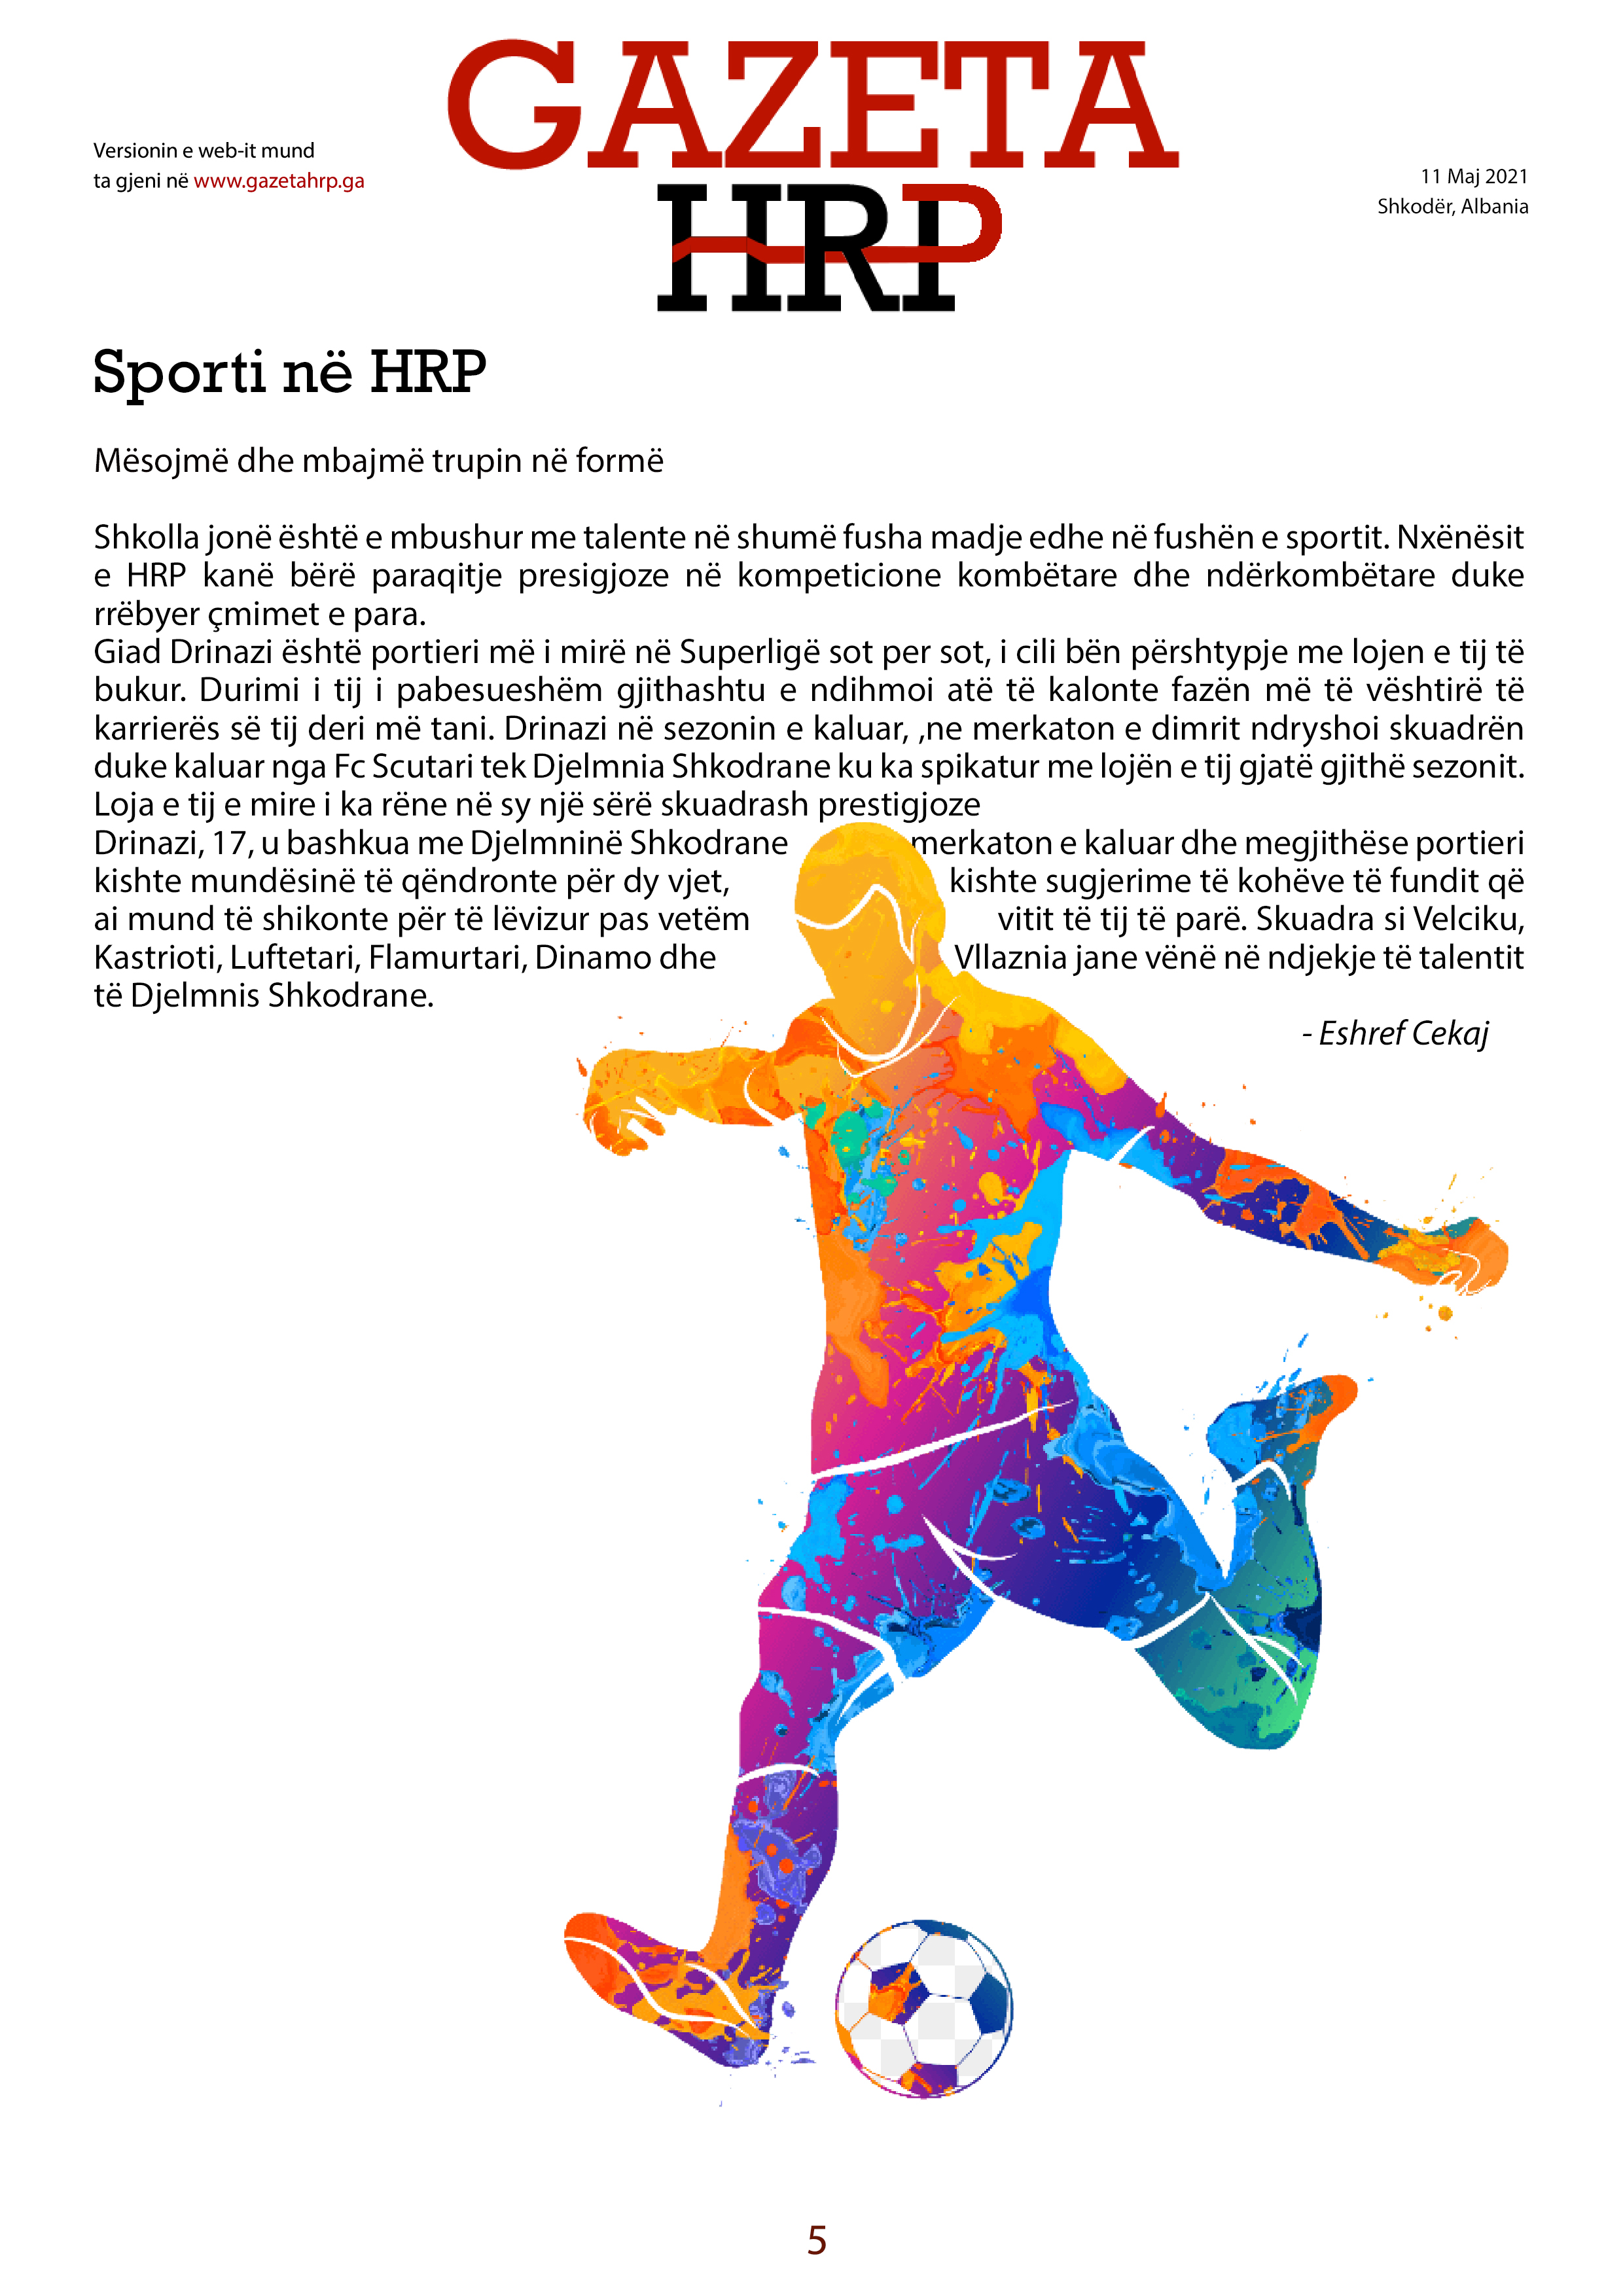 GAZETA
HRP
Versionin e web-it mund
ta gjeni në www.gazetahrp.ga
11 Maj 2021
Shkodër, Albania
Sporti në HRP
Mësojmë dhe mbajmë trupin në formë
Shkolla jonë është e mbushur me talente në shumë fusha madje edhe në fushën e sportit. Nxënësit
e HRP kanë bërë paraqitje presigjoze në kompeticione kombëtare dhe ndërkombëtare duke
rrëbyer çmimet e para.
Giad Drinazi është portieri më i mirë në Superligë sot per sot, i cili bën përshtypje me lojen e tij të
bukur. Durimi i tij i pabesueshëm gjithashtu e ndihmoi atë të kalonte fazën më të vështirë të
karrierës së tij deri më tani. Drinazi në sezonin e kaluar, ,ne merkaton e dimrit ndryshoi skuadrën
duke kaluar nga Fc Scutari tek Djelmnia Shkodrane ku ka spikatur me lojën e tij gjatë gjithë sezonit.
Loja e tij e mire i ka rëne në sy një sërë skuadrash prestigjoze
Drinazi, 17, u bashkua me Djelmninë Shkodrane merkaton e kaluar dhe megjithëse portieri
kishte mundësinë të qëndronte për dy vjet, kishte sugjerime të kohëve të fundit që
ai mund të shikonte për të lëvizur pas vetëm vitit të tij të parë. Skuadra si Velciku,
Kastrioti, Luftetari, Flamurtari, Dinamo dhe Vllaznia jane vënë në ndjekje të talentit
të Djelmnis Shkodrane.
- Eshref Cekaj
5